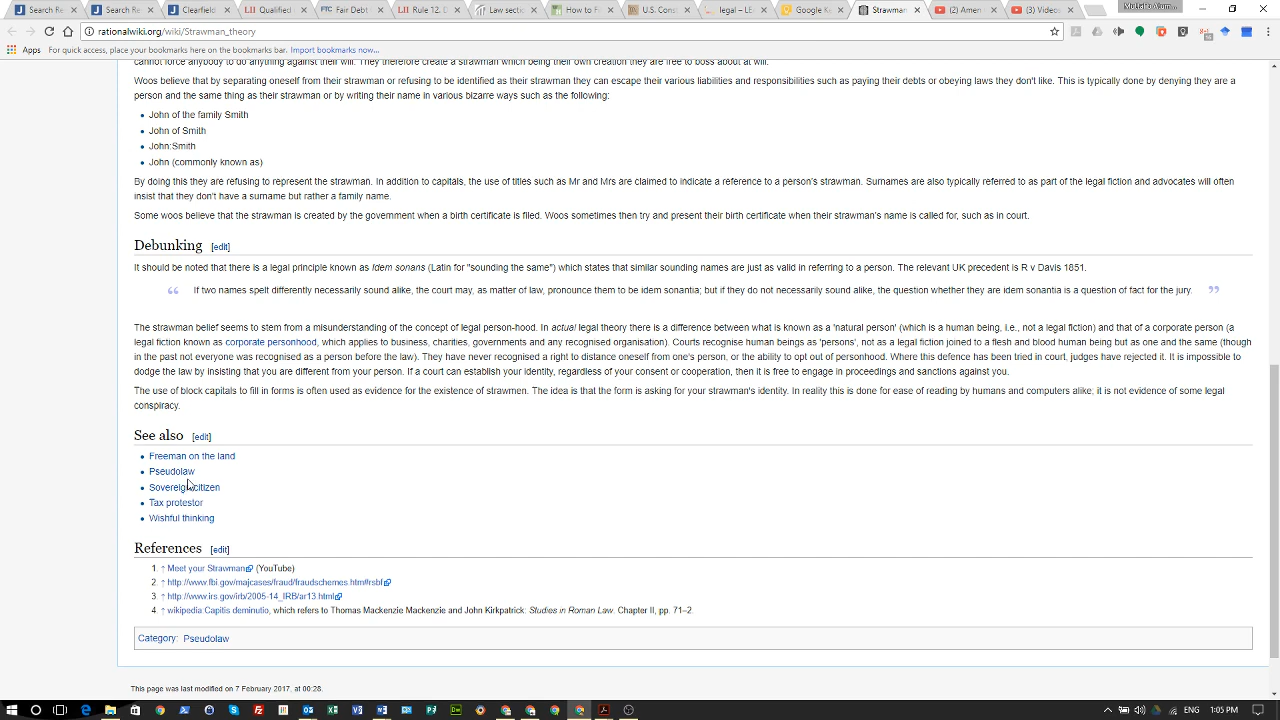 Search Re
Search Re
Clearfield
LII Qualified
FTC Fair Debt
LII Rule 12. D
Law secti
How to F
U.S. Const
legal – LE
Google
Strawman
(2) Amen
(3) Videos
rationalwiki.org/wiki/Strawman_theory
Apps For quick access, place your bookmarks here on the bookmarks bar. Import bookmarks now...
cannot force anybody to do anything against their will. They therefore create a strawman which being their own creation they are free to boss about at will.
Woos believe that by separating oneself from their strawman or refusing to be identified as their strawman they can escape their various liabilities and responsibilities such as paying their debts or obeying laws they don't like. This is typically done by denying they are a
person and the same thing as their strawman or by writing their name in various bizarre ways such as the following:
• John of the family Smith
• John of Smith
• John:Smith
• John (commonly known as)
By doing this they are refusing to represent the strawman. In addition to capitals, the use of titles such as Mr and Mrs are claimed to indicate a reference to a person's strawman. Surnames are also typically referred to as part of the legal fiction and advocates will often
insist that they don't have a surname but rather a family name.
Some woos believe that the strawman is created by the government when a birth certificate is filed. Woos sometimes then try and present their birth certificate when their strawman's name is called for, such as in court.
Debunking [edit]
It should be noted that there is a legal principle known as Idem sonans (Latin for "sounding the same") which states that similar sounding names are just as valid in referring to a person. The relevant UK precedent is R v Davis 1851.
“ If two names spelt differently necessarily sound alike, the court may, as matter of law, pronounce them to be idem sonantia; but if they do not necessarily sound alike, the question whether they are idem sonantia is a question of fact for the jury. ”
The strawman belief seems to stem from a misunderstanding of the concept of legal person-hood. In actual legal theory there is a difference between what is known as a 'natural person' (which is a human being, i.e., not a legal fiction) and that of a corporate person (a
legal fiction known as corporate personhood, which applies to business, charities, governments and any recognised organisation). Courts recognise human beings as 'persons', not as a legal fiction joined to a flesh and blood human being but as one and the same (though
in the past not everyone was recognised as a person before the law). They have never recognised a right to distance oneself from one's person, or the ability to opt out of personhood. Where this defence has been tried in court, judges have rejected it. It is impossible to
dodge the law by insisting that you are different from your person. If a court can establish your identity, regardless of your consent or cooperation, then it is free to engage in proceedings and sanctions against you.
The use of block capitals to fill in forms is often used as evidence for the existence of strawmen. The idea is that the form is asking for your strawman's identity. In reality this is done for ease of reading by humans and computers alike; it is not evidence of some legal
conspiracy.
See also [edit]
• Freeman on the land
• Pseudolaw
• Sovereign citizen
• Tax protestor
• Wishful thinking
References [edit]
1. ↑ Meet your Strawman (YouTube)
2. ↑ http://www.fbi.gov/majcases/fraud/fraudschemes.htm#rsbf
3. ↑ http://www.irs.gov/irb/2005-14_IRB/ar13.html
4. ↑ wikipedia:Capitis deminutio, which refers to Thomas Mackenzie Mackenzie and John Kirkpatrick: Studies in Roman Law. Chapter II, pp. 71–2.
Category: Pseudolaw
This page was last modified on 7 February 2017, at 00:28.
1:05 PM